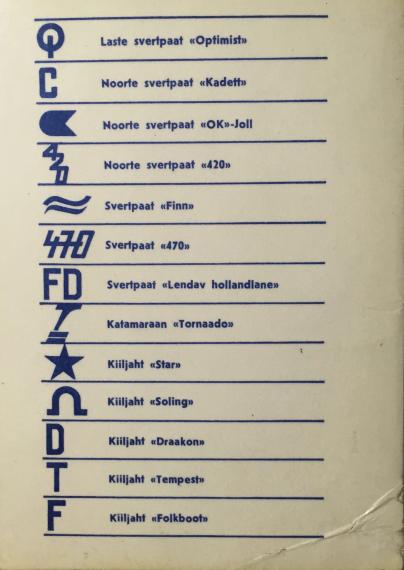 Laste svertpaat «Optimist»
C Noorte svertpaat «Kadett»
Noorte svertpaat «OK»-Joll
420 Noorte svertpaat «420»
Svertpaat «Finn»
470 Svertpaat «470»
FD Svertpaat «Lendav hollandlane»
Katamaraan «Tornaado»
Kiiljaht «Star»
Ω Kiiljaht «Soling»
D Kiiljaht «Draakon»
T Kiiljaht «Tempest»
F Kiiljaht «Folkboot»